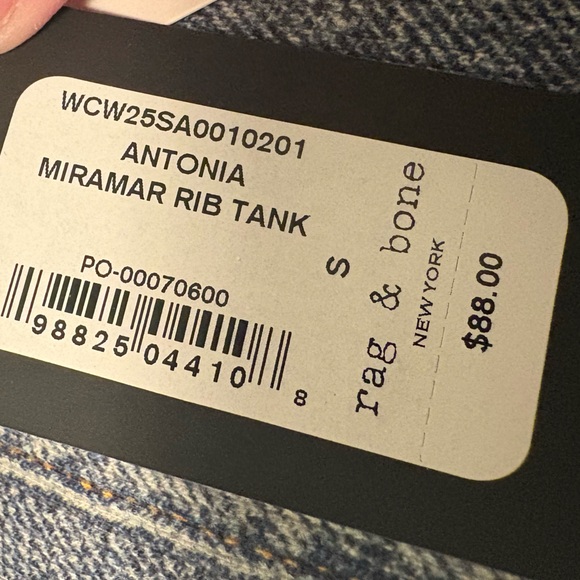 WCW25SA0010201
ANTONIA
MIRAMAR RIB TANK
S
PO-00070600
98825 04410 8
rag & bone
NEW YORK
$88.00